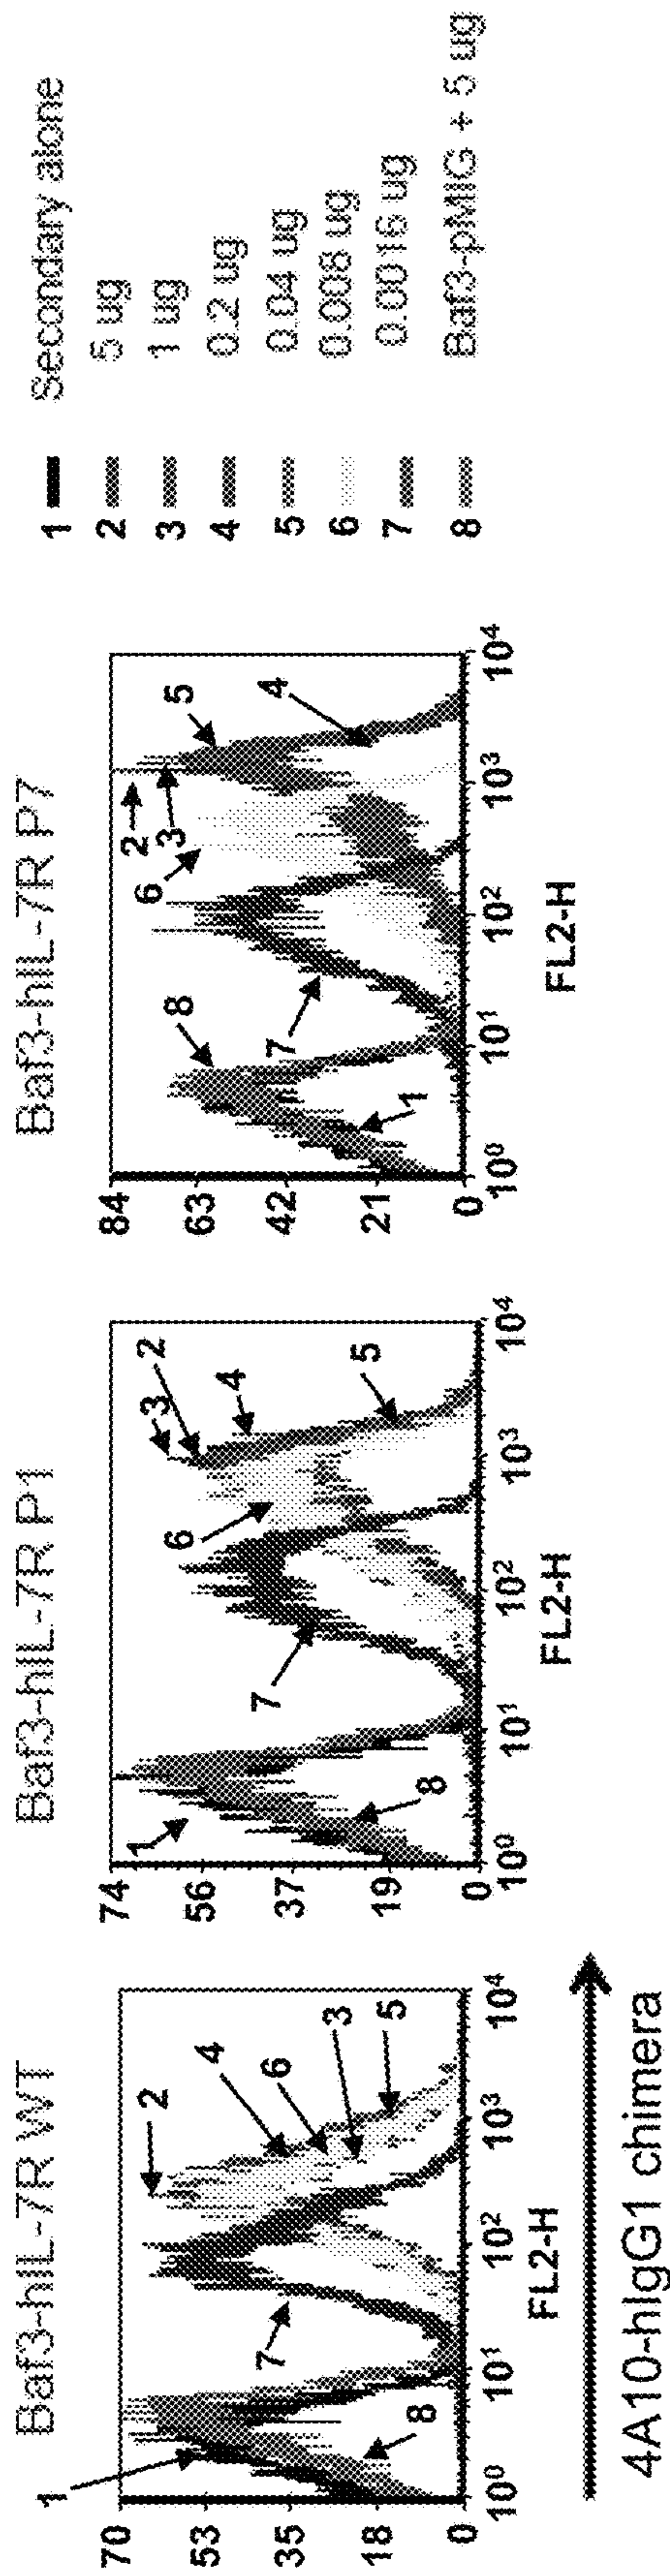 Baf3-hIL-7R WT
1
2
4
6
3
5
7
8
70
53
35
18
0
10⁰ 10¹ 10² 10³ 10⁴
FL2-H
4A10-hIgG1 chimera
Baf3-hIL-7R P1
1
3
2
4
5
6
7
8
74
56
37
19
0
10⁰ 10¹ 10² 10³ 10⁴
FL2-H
Baf3-hIL-7R P7
2
3
5
4
6
8
7
1
84
63
42
21
0
10⁰ 10¹ 10² 10³ 10⁴
FL2-H
1 Secondary alone
2 5 ug
3 1 ug
4 0.2 ug
5 0.04 ug
6 0.008 ug
7 0.0016 ug
8 Baf3-pMIG + 5 ug